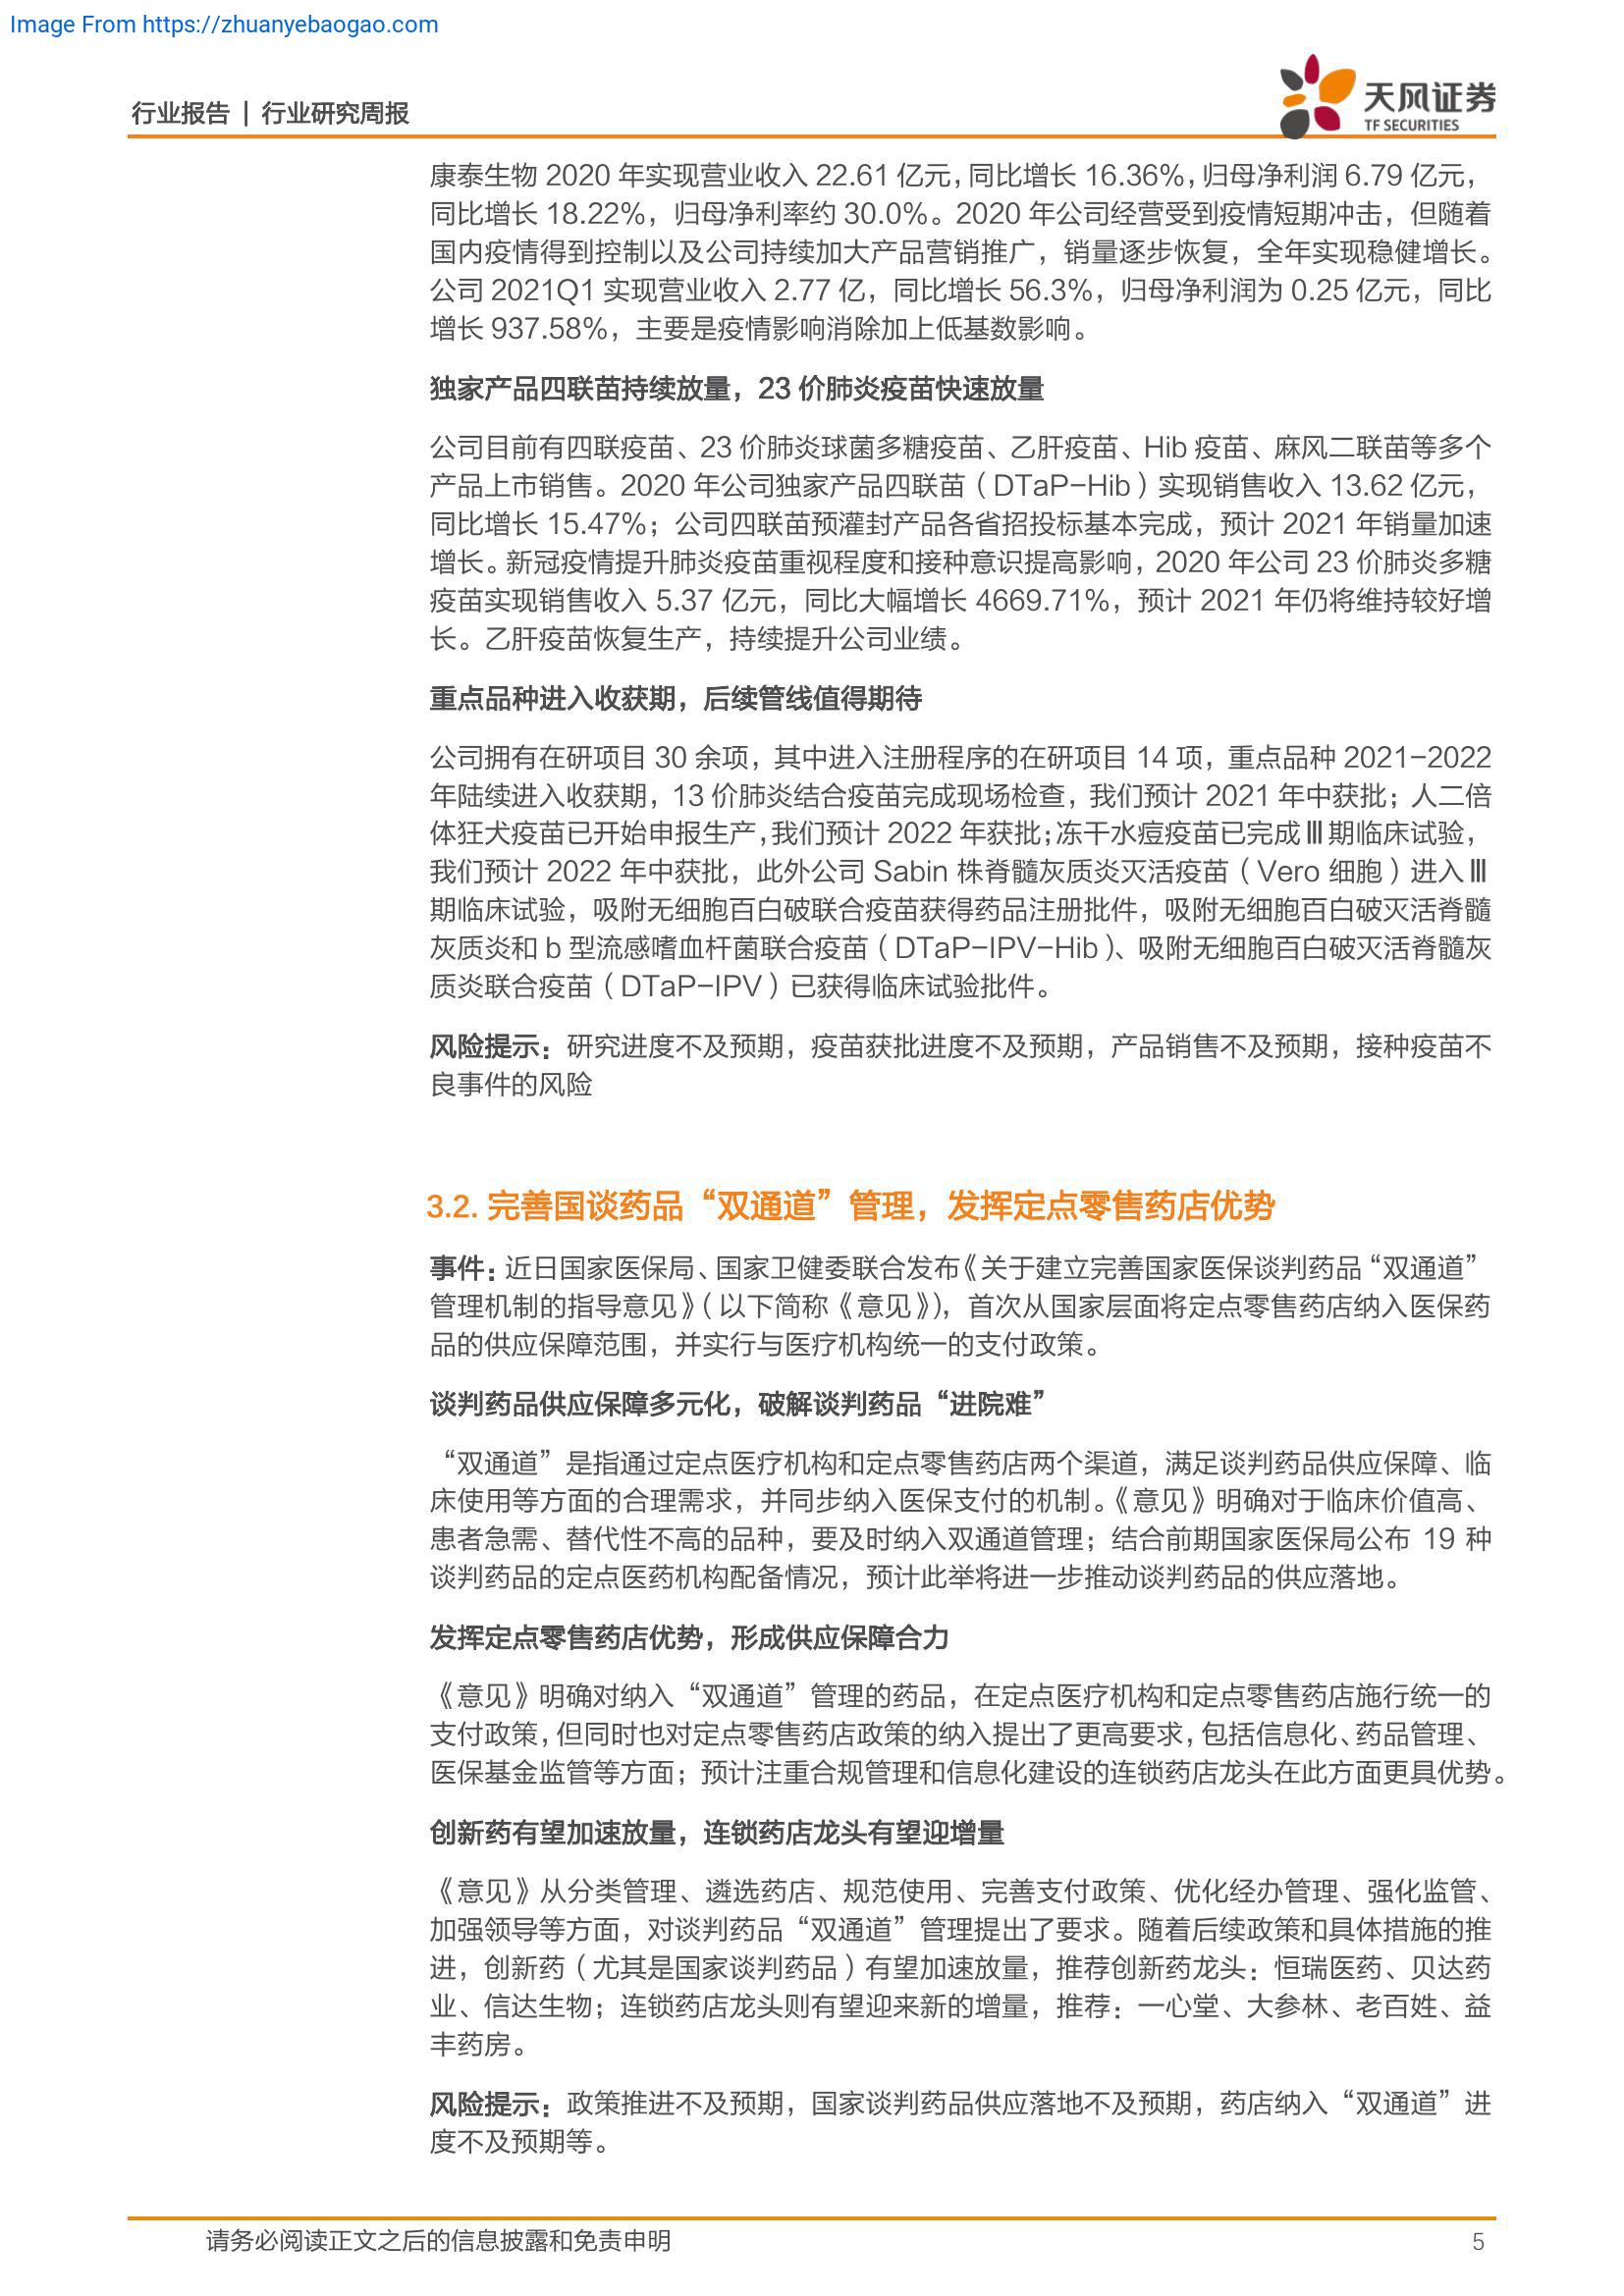 Image From https://zhuanyebaogao.com
行业报告 | 行业研究周报
天风证券
TF SECURITIES
康泰生物 2020 年实现营业收入 22.61 亿元，同比增长 16.36%，归母净利润 6.79 亿元，
同比增长 18.22%，归母净利率约 30.0%。2020 年公司经营受到疫情短期冲击，但随着
国内疫情得到控制以及公司持续加大产品营销推广，销量逐步恢复，全年实现稳健增长。
公司 2021Q1 实现营业收入 2.77 亿，同比增长 56.3%，归母净利润为 0.25 亿元，同比
增长 937.58%，主要是疫情影响消除加上低基数影响。
独家产品四联苗持续放量，23 价肺炎疫苗快速放量
公司目前有四联疫苗、23 价肺炎球菌多糖疫苗、乙肝疫苗、Hib 疫苗、麻风二联苗等多个
产品上市销售。2020 年公司独家产品四联苗（DTaP-Hib）实现销售收入 13.62 亿元，
同比增长 15.47%；公司四联苗预灌封产品各省招投标基本完成，预计 2021 年销量加速
增长。新冠疫情提升肺炎疫苗重视程度和接种意识提高影响，2020 年公司 23 价肺炎多糖
疫苗实现销售收入 5.37 亿元，同比大幅增长 4669.71%，预计 2021 年仍将维持较好增
长。乙肝疫苗恢复生产，持续提升公司业绩。
重点品种进入收获期，后续管线值得期待
公司拥有在研项目 30 余项，其中进入注册程序的在研项目 14 项，重点品种 2021-2022
年陆续进入收获期，13 价肺炎结合疫苗完成现场检查，我们预计 2021 年中获批；人二倍
体狂犬疫苗已开始申报生产，我们预计 2022 年获批；冻干水痘疫苗已完成Ⅲ期临床试验，
我们预计 2022 年中获批，此外公司 Sabin 株脊髓灰质炎灭活疫苗（Vero 细胞）进入Ⅲ
期临床试验，吸附无细胞百白破联合疫苗获得药品注册批件，吸附无细胞百白破灭活脊髓
灰质炎和 b 型流感嗜血杆菌联合疫苗（DTaP-IPV-Hib）、吸附无细胞百白破灭活脊髓灰
质炎联合疫苗（DTaP-IPV）已获得临床试验批件。
风险提示：研究进度不及预期，疫苗获批进度不及预期，产品销售不及预期，接种疫苗不
良事件的风险
3.2. 完善国谈药品“双通道”管理，发挥定点零售药店优势
事件：近日国家医保局、国家卫健委联合发布《关于建立完善国家医保谈判药品“双通道”
管理机制的指导意见》（以下简称《意见》），首次从国家层面将定点零售药店纳入医保药
品的供应保障范围，并实行与医疗机构统一的支付政策。
谈判药品供应保障多元化，破解谈判药品“进院难”
“双通道”是指通过定点医疗机构和定点零售药店两个渠道，满足谈判药品供应保障、临
床使用等方面的合理需求，并同步纳入医保支付的机制。《意见》明确对于临床价值高、
患者急需、替代性不高的品种，要及时纳入双通道管理；结合前期国家医保局公布 19 种
谈判药品的定点医药机构配备情况，预计此举将进一步推动谈判药品的供应落地。
发挥定点零售药店优势，形成供应保障合力
《意见》明确对纳入“双通道”管理的药品，在定点医疗机构和定点零售药店施行统一的
支付政策，但同时也对定点零售药店政策的纳入提出了更高要求，包括信息化、药品管理、
医保基金监管等方面；预计注重合规管理和信息化建设的连锁药店龙头在此方面更具优势。
创新药有望加速放量，连锁药店龙头有望迎增量
《意见》从分类管理、遴选药店、规范使用、完善支付政策、优化经办管理、强化监管、
加强领导等方面，对谈判药品“双通道”管理提出了要求。随着后续政策和具体措施的推
进，创新药（尤其是国家谈判药品）有望加速放量，推荐创新药龙头：恒瑞医药、贝达药
业、信达生物；连锁药店龙头则有望迎来新的增量，推荐：一心堂、大参林、老百姓、益
丰药房。
风险提示：政策推进不及预期，国家谈判药品供应落地不及预期，药店纳入“双通道”进
度不及预期等。
请务必阅读正文之后的信息披露和免责申明
5